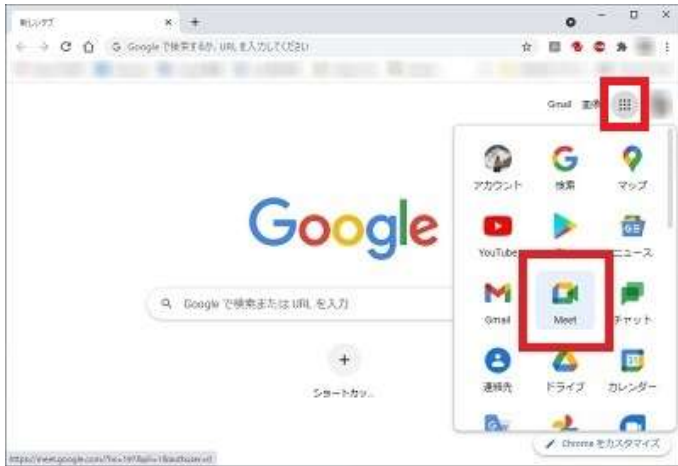 新しいタブ
Google で検索するか、URL を入力してください
Gmail
アカウント 検索 マップ
YouTube ニュース
Google
Gmail Meet チャット
Google で検索または URL を入力
連絡先 ドライブ カレンダー
ショートカッ...
Chrome をカスタマイズ